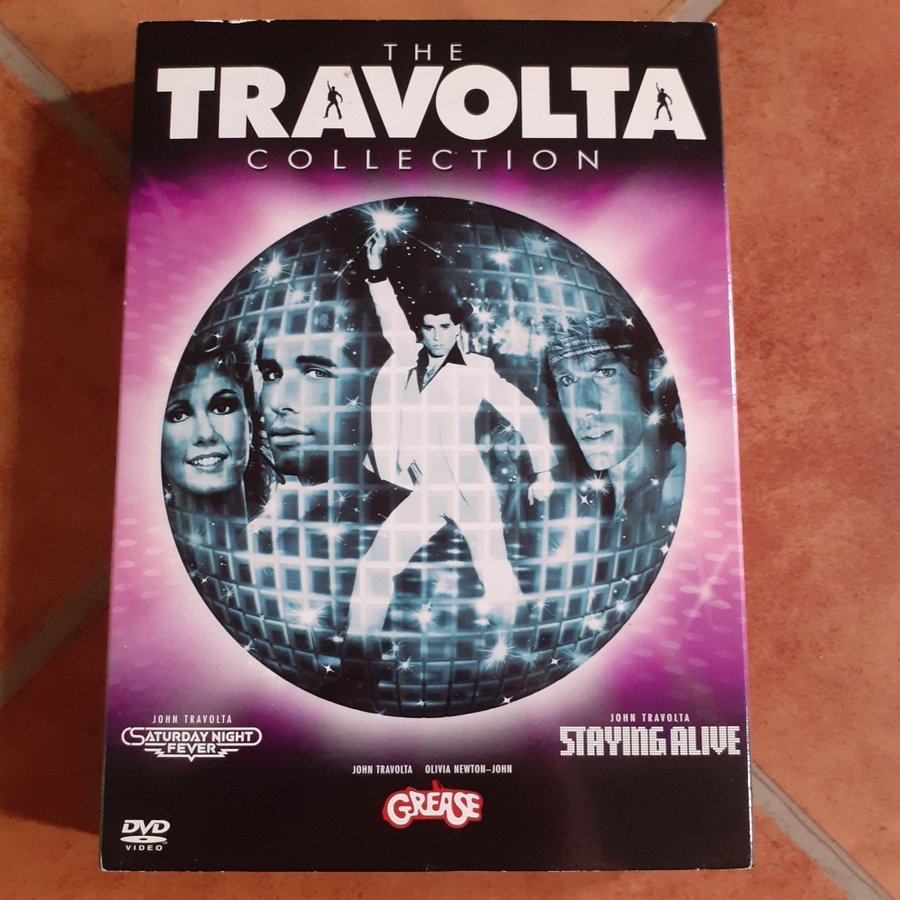 THE
TRAVOLTA
COLLECTION
JOHN TRAVOLTA
SATURDAY NIGHT
FEVER
JOHN TRAVOLTA
STAYING ALIVE
JOHN TRAVOLTA OLIVIA NEWTON-JOHN
GREASE
DVD
VIDEO